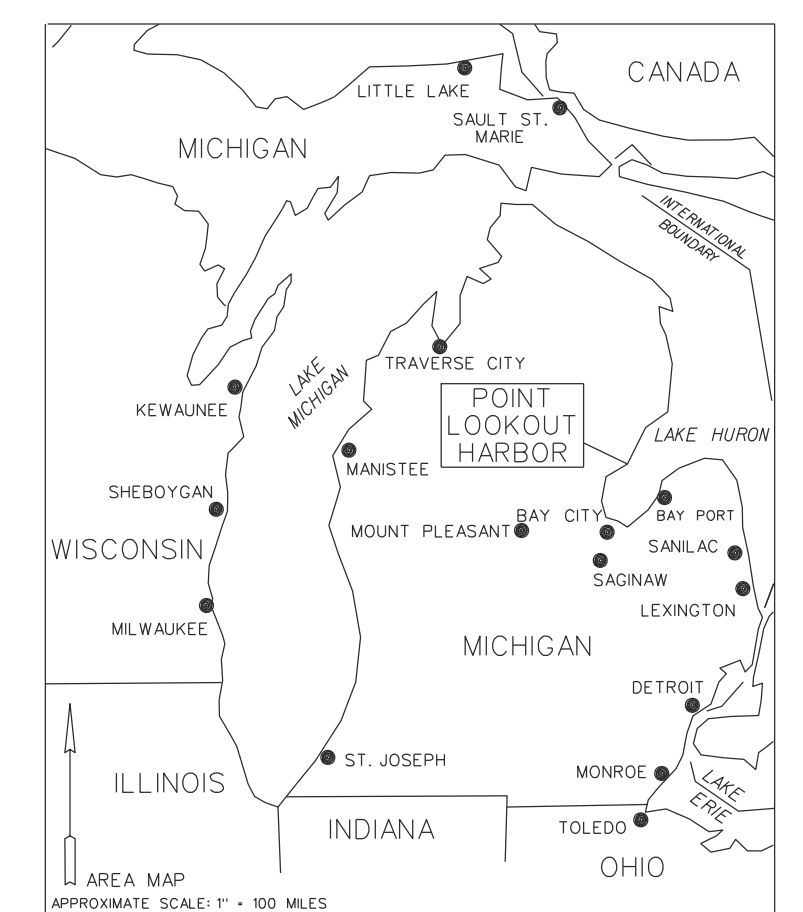 CANADA
LITTLE LAKE
SAULT ST.
MARIE
MICHIGAN
INTERNATIONAL
BOUNDARY
TRAVERSE CITY
LAKE
MICHIGAN
KEWAUNEE
POINT
LOOKOUT
HARBOR
LAKE HURON
MANISTEE
SHEBOYGAN
BAY CITY
BAY PORT
MOUNT PLEASANT
WISCONSIN
SANILAC
SAGINAW
LEXINGTON
MILWAUKEE
MICHIGAN
DETROIT
ST. JOSEPH
MONROE
ILLINOIS
LAKE
ERIE
INDIANA
TOLEDO
OHIO
AREA MAP
APPROXIMATE SCALE: 1" = 100 MILES